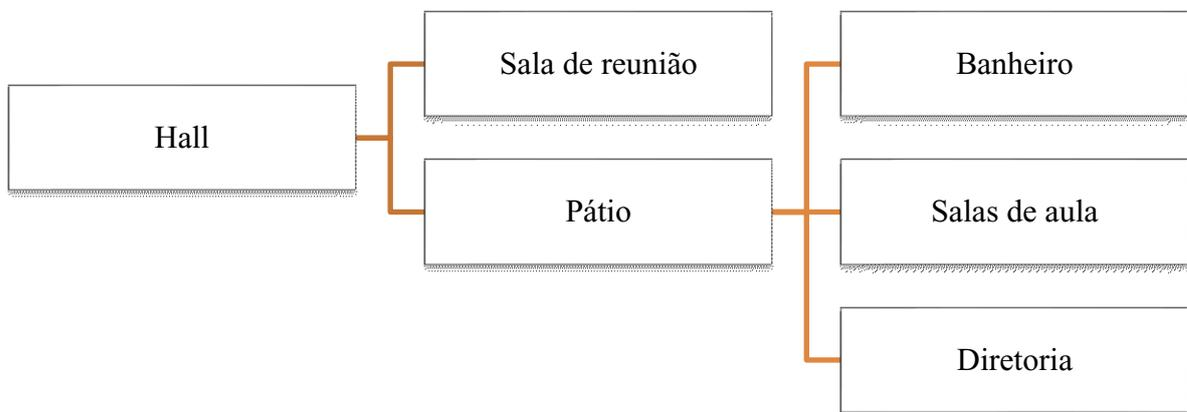 Hall
Sala de reunião
Pátio
Banheiro
Salas de aula
Diretoria